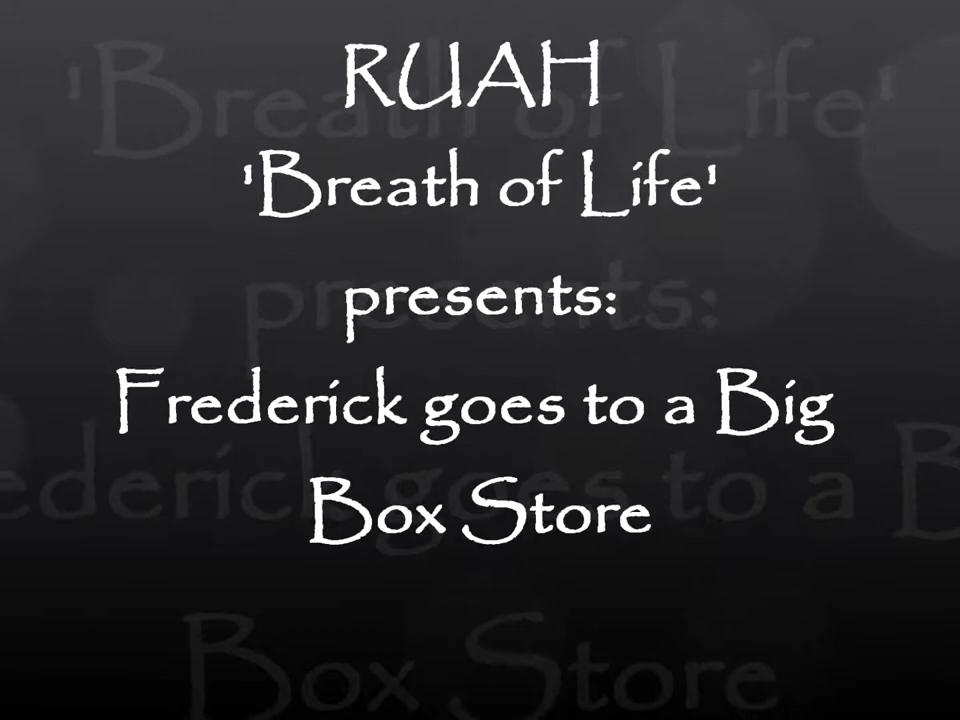 RUAH
'Breath of Life'
presents:
Frederick goes to a Big
Box Store